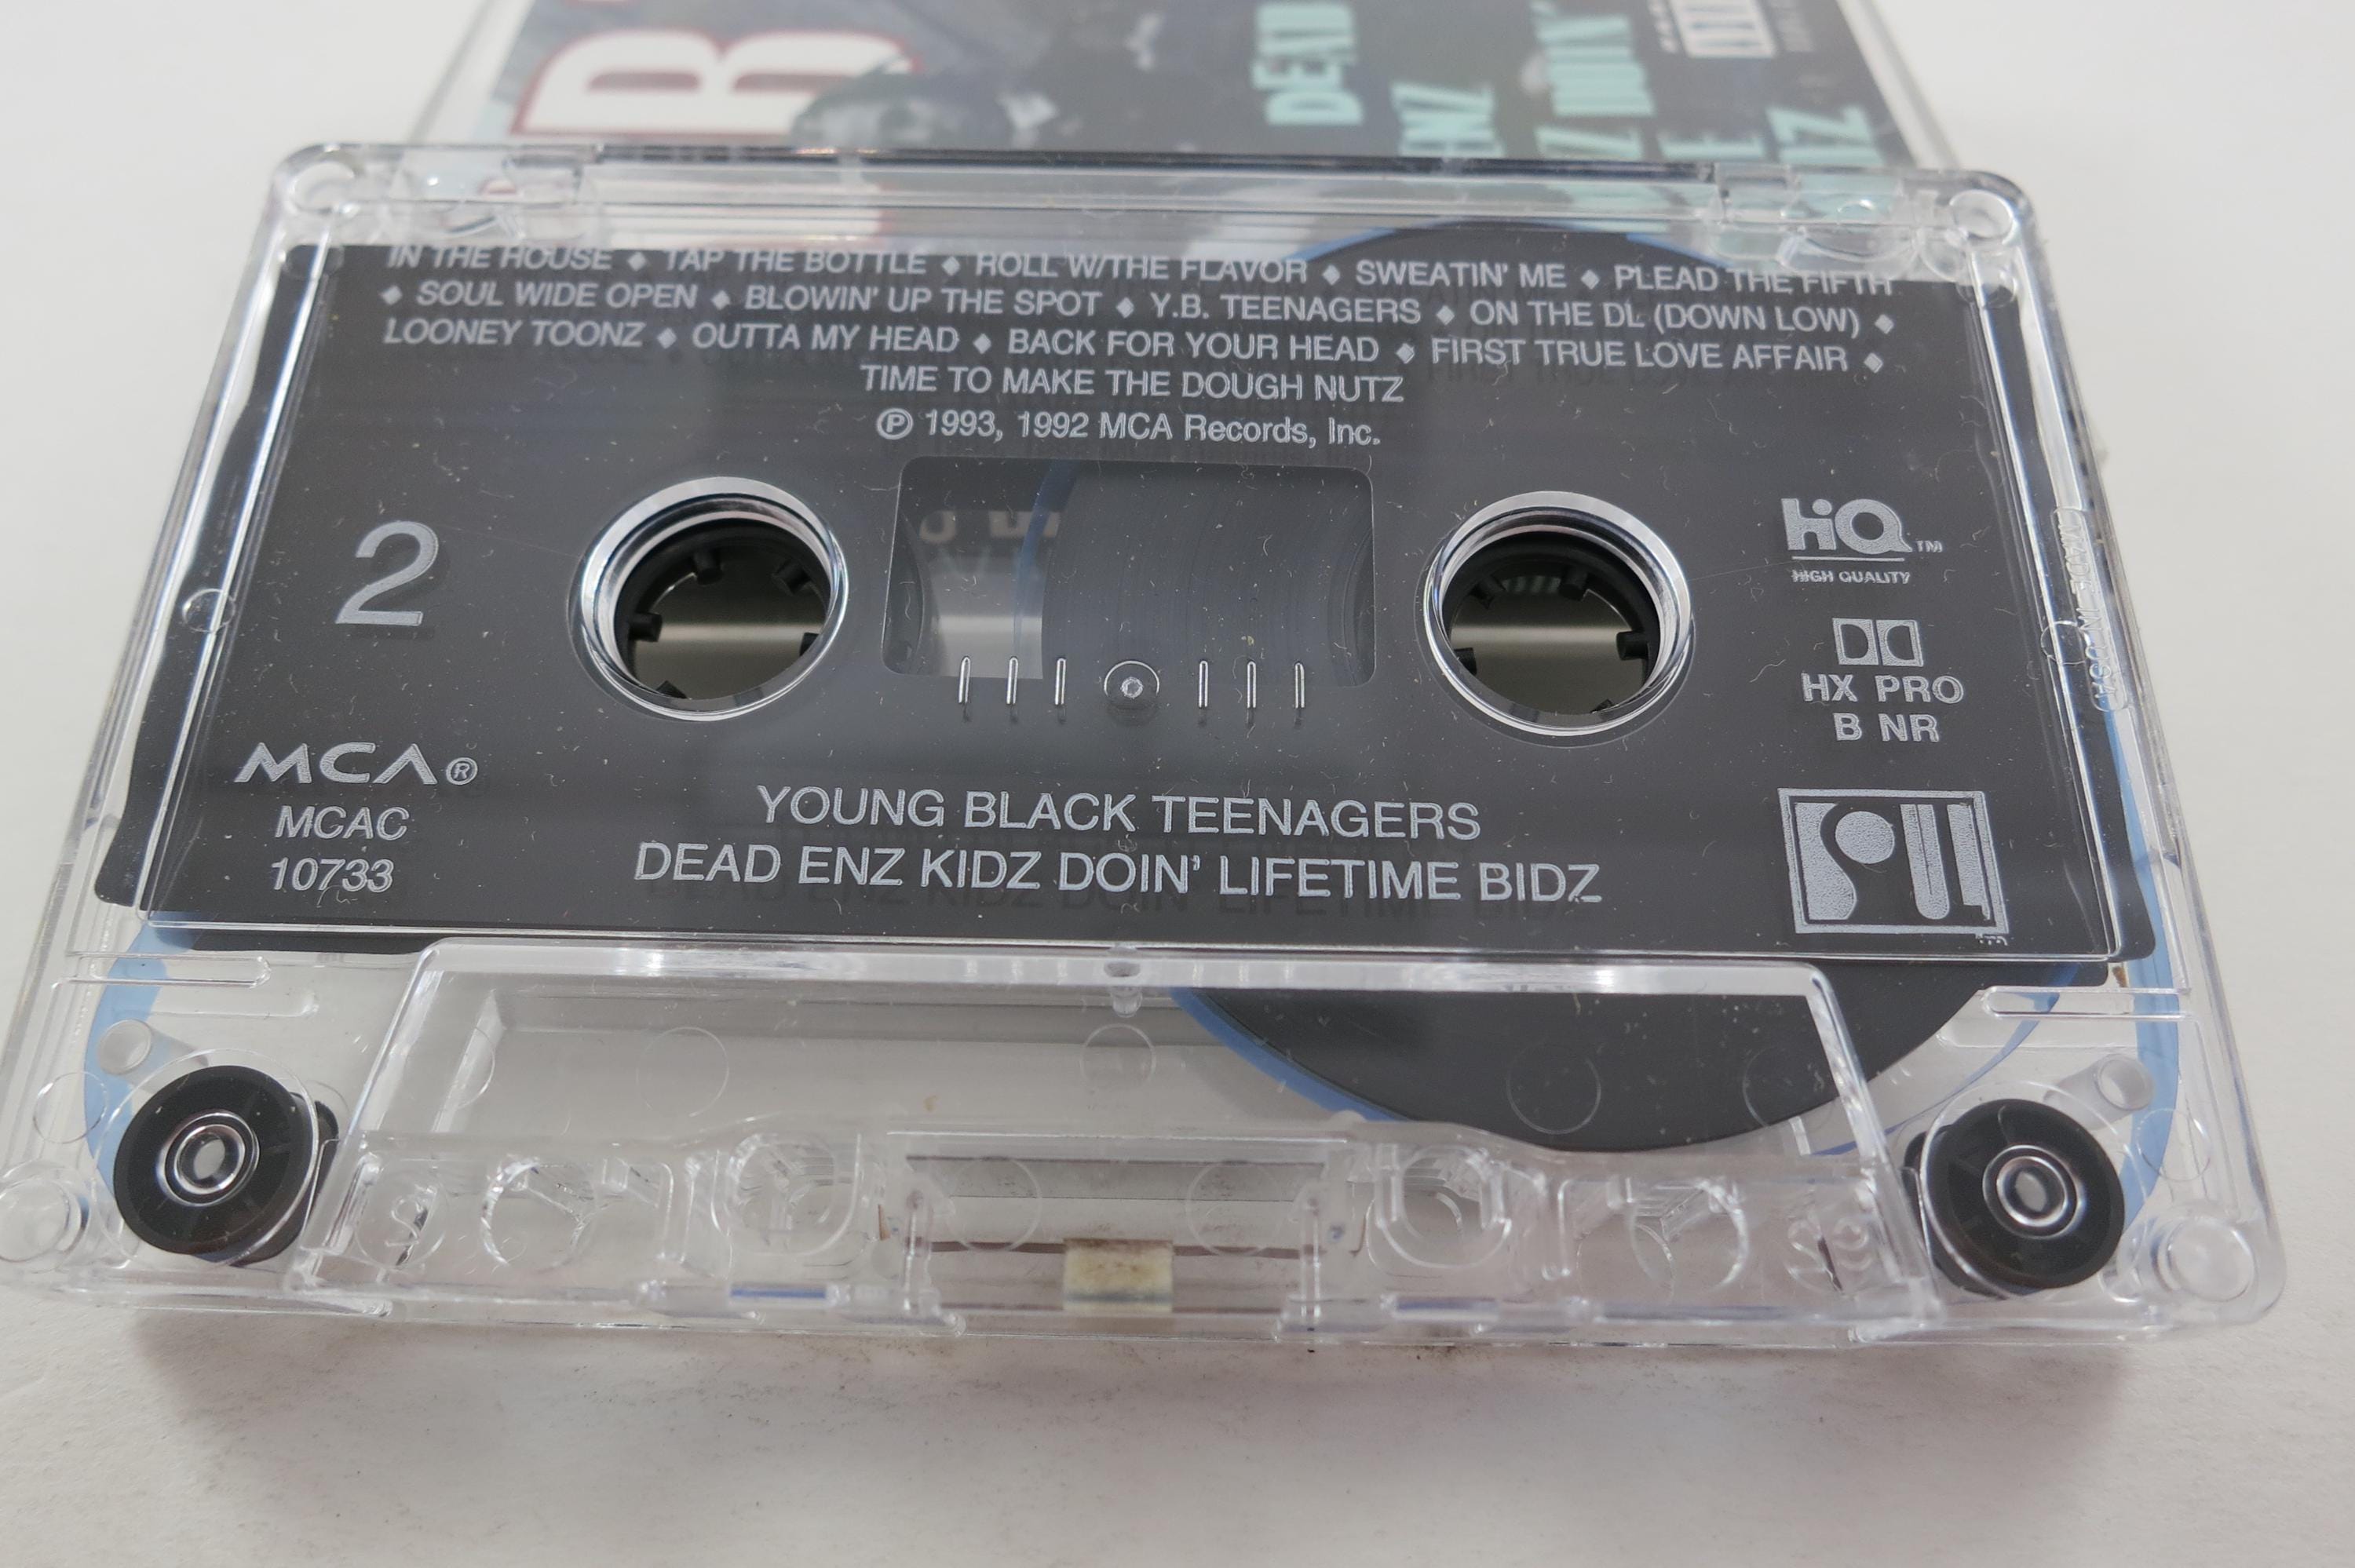 DEAD
IN THE HOUSE ◆ TAP THE BOTTLE ◆ ROLL W/THE FLAVOR ◆ SWEATIN' ME ◆ PLEAD THE FIFTH
◆ SOUL WIDE OPEN ◆ BLOWIN' UP THE SPOT ◆ Y.B. TEENAGERS ◆ ON THE DL (DOWN LOW) ◆
LOONEY TOONZ ◆ OUTTA MY HEAD ◆ BACK FOR YOUR HEAD ◆ FIRST TRUE LOVE AFFAIR ◆
TIME TO MAKE THE DOUGH NUTZ
℗ 1993, 1992 MCA Records, Inc.
2
HiQ™
HIGH QUALITY
HX PRO
B NR
MCA®
MCAC
10733
YOUNG BLACK TEENAGERS
DEAD ENZ KIDZ DOIN' LIFETIME BIDZ
SOUL